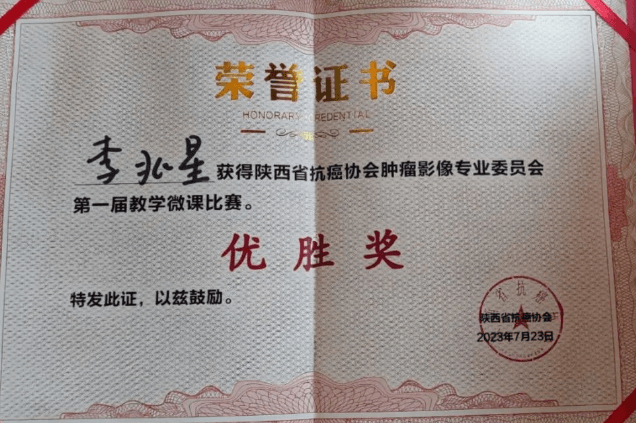 荣誉证书
HONORARY CREDENTIAL
李兆星获得陕西省抗癌协会肿瘤影像专业委员会
第一届教学微课比赛。
优胜奖
特发此证，以兹鼓励。
陕西省抗癌协会
2023年7月23日